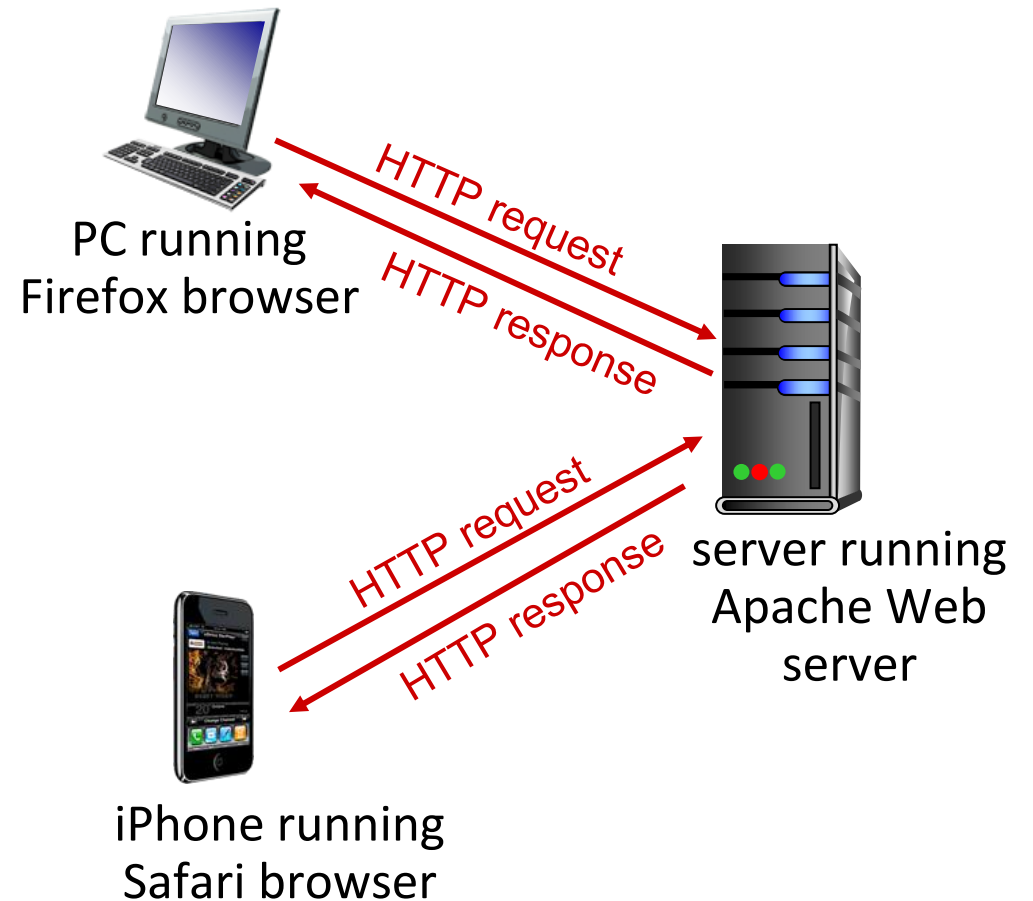 HTTP request
HTTP response
PC running
Firefox browser
HTTP request
HTTP response
server running
Apache Web
server
iPhone running
Safari browser